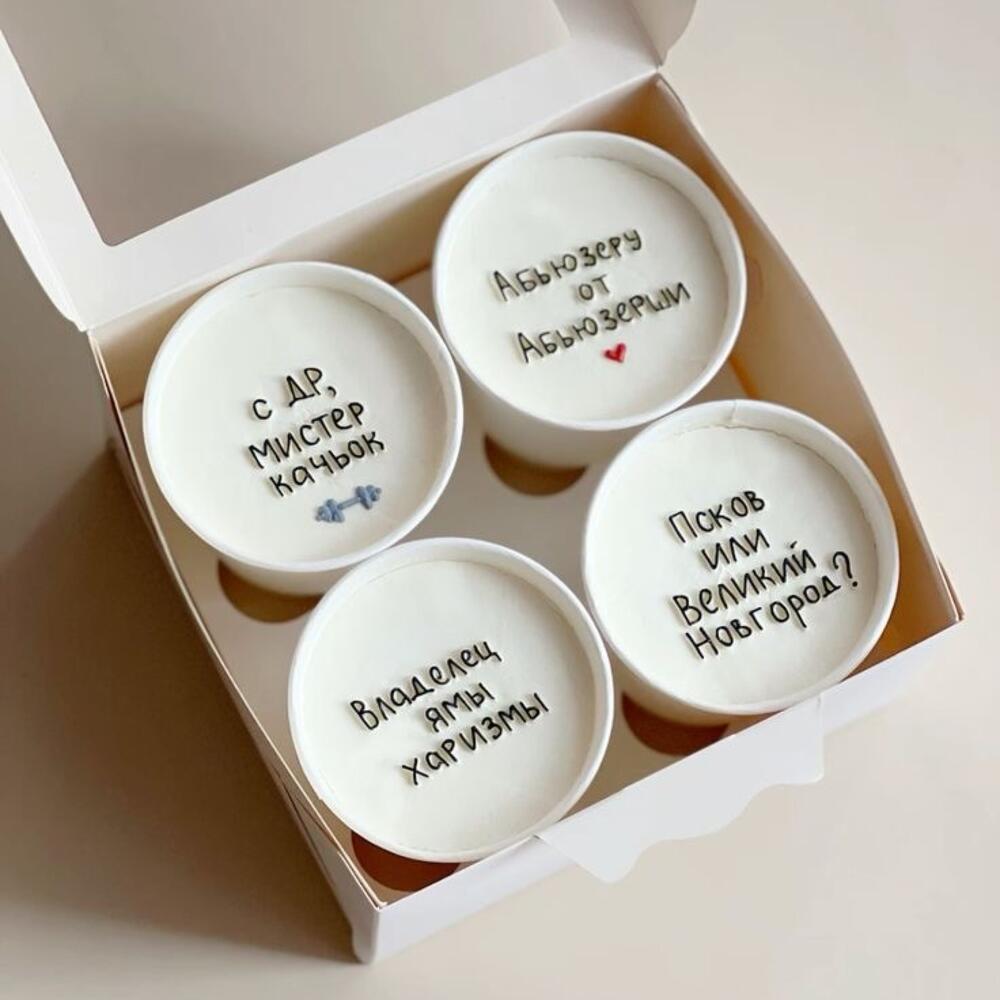 Абьюзеру
от
Абьюзерши
с ДР,
мистер
качьок
Псков
или
Великий
Новгород?
Владелец
ямы
харизмы